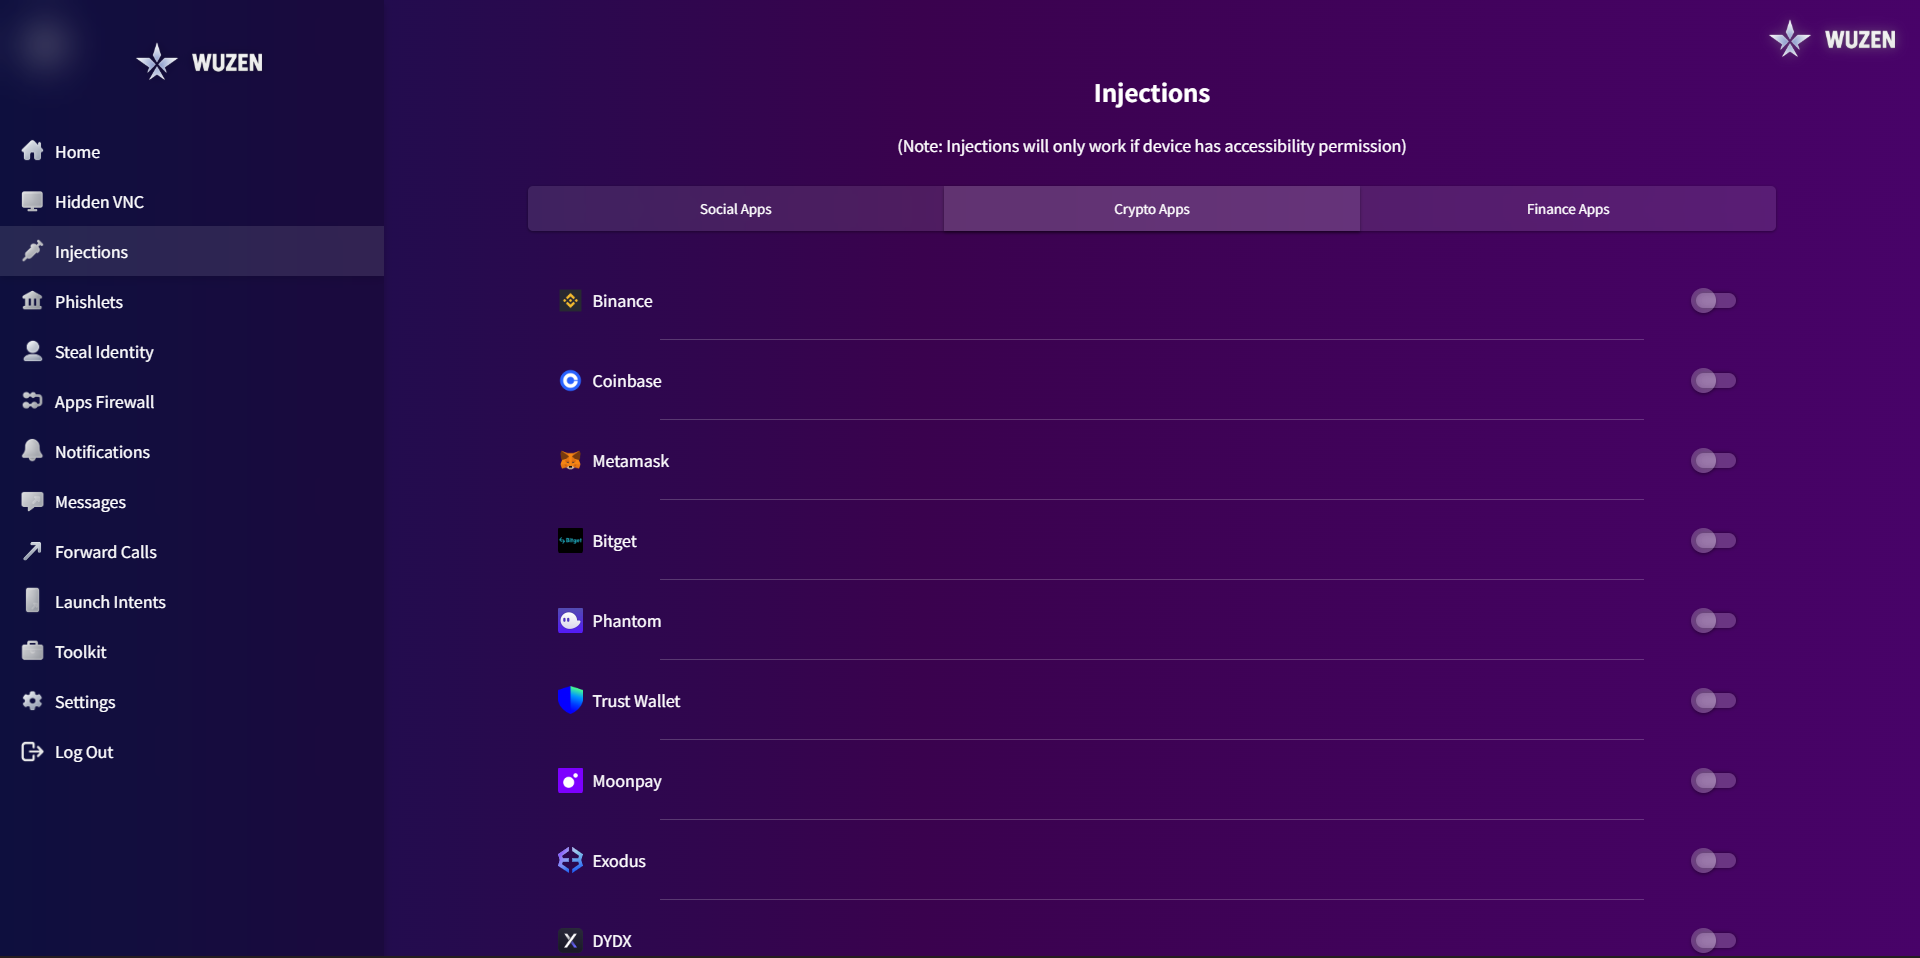 WUZEN
Home
Hidden VNC
Injections
Phishlets
Steal Identity
Apps Firewall
Notifications
Messages
Forward Calls
Launch Intents
Toolkit
Settings
Log Out
WUZEN
Injections
(Note: Injections will only work if device has accessibility permission)
Social Apps
Crypto Apps
Finance Apps
Binance
Coinbase
Metamask
Bitget
Bitget
Phantom
Trust Wallet
Moonpay
Exodus
DYDX